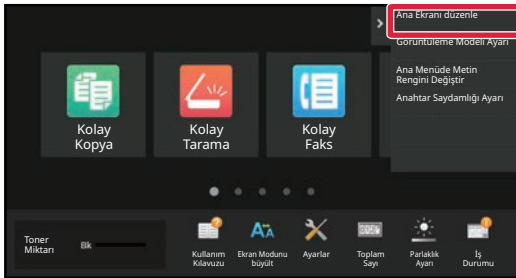 Ana Ekranı düzenle
Görüntüleme Modeli Ayarı
Ana Menüde Metin
Rengini Değiştir
Anahtar Saydamlığı Ayarı
Kolay
Kopya
Kolay
Tarama
Kolay
Faks
Toner
Miktarı
Bk
Kullanım
Kılavuzu
Ekran Modunu
büyült
Ayarlar
Toplam
Sayı
Parlaklık
Ayarı
İş
Durumu